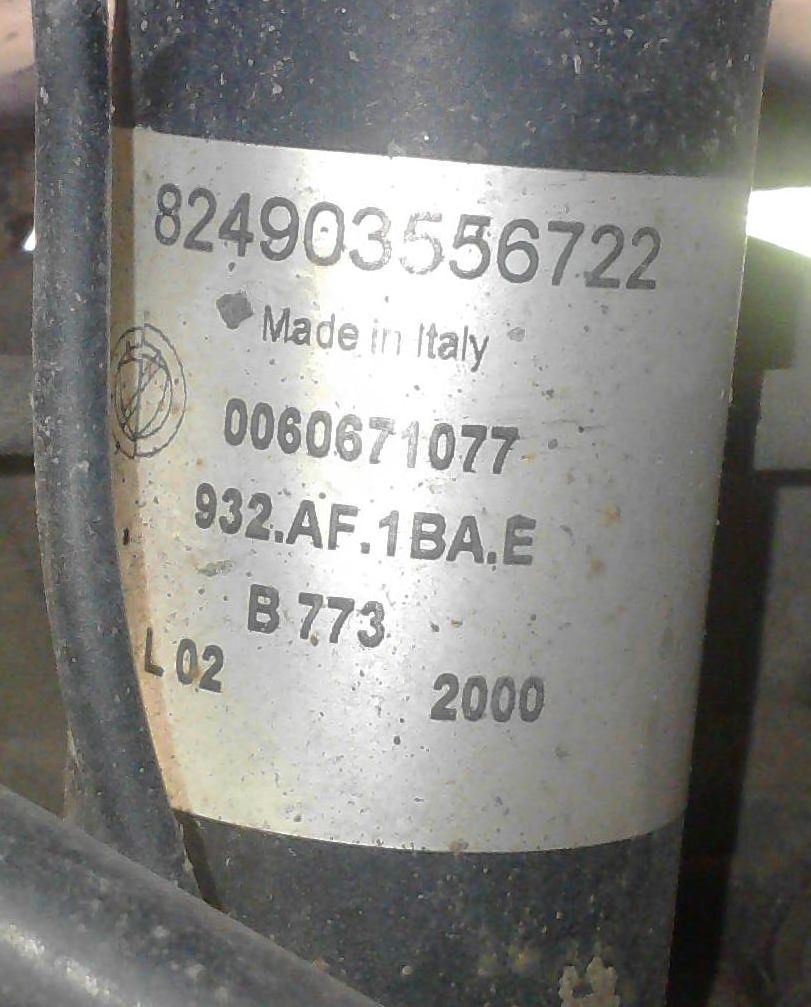 824903556722
Made in Italy
0060671077
932.AF.1BA.E
B 773
L 02
2000